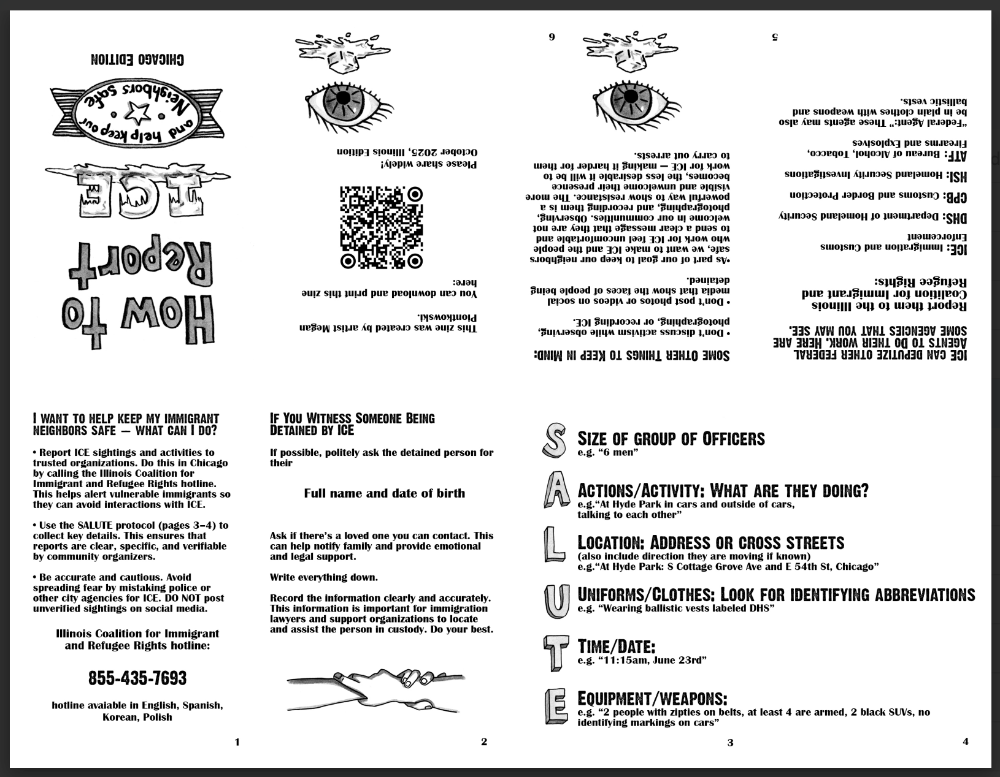 How to
Report
ICE
and help keep our
Neighbors safe
CHICAGO EDITION
I WANT TO HELP KEEP MY IMMIGRANT
NEIGHBORS SAFE — WHAT CAN I DO?
• Report ICE sightings and activities to
trusted organizations. Do this in Chicago
by calling the Illinois Coalition for
Immigrant and Refugee Rights hotline.
This helps alert vulnerable immigrants so
they can avoid interactions with ICE.
• Use the SALUTE protocol (pages 3–4) to
collect key details. This ensures that
reports are clear, specific, and verifiable
by community organizers.
• Be accurate and cautious. Avoid
spreading fear by mistaking police or
other city agencies for ICE. DO NOT post
unverified sightings on social media.
Illinois Coalition for Immigrant
and Refugee Rights hotline:
855-435-7693
hotline avaiable in English, Spanish,
Korean, Polish
1
IF YOU WITNESS SOMEONE BEING
DETAINED BY ICE
If possible, politely ask the detained person for
their
Full name and date of birth
Ask if there’s a loved one you can contact. This
can help notify family and provide emotional
and legal support.
Write everything down.
Record the information clearly and accurately.
This information is important for immigration
lawyers and support organizations to locate
and assist the person in custody. Do your best.
2
S SIZE OF GROUP OF OFFICERS
e.g. “6 men”
A ACTIONS/ACTIVITY: WHAT ARE THEY DOING?
e.g.“At Hyde Park in cars and outside of cars,
talking to each other”
L LOCATION: ADDRESS OR CROSS STREETS
(also include direction they are moving if known)
e.g.“At Hyde Park: S Cottage Grove Ave and E 54th St, Chicago”
U UNIFORMS/CLOTHES: LOOK FOR IDENTIFYING ABBREVIATIONS
e.g. “Wearing ballistic vests labeled DHS”
T TIME/DATE:
e.g. “11:15am, June 23rd”
E EQUIPMENT/WEAPONS:
e.g. “2 people with zipties on belts, at least 4 are armed, 2 black SUVs, no
identifying markings on cars”
3
4
ICE CAN DEPUTIZE OTHER FEDERAL
AGENTS TO DO THEIR WORK. HERE ARE
SOME AGENCIES THAT YOU MAY SEE.
Report them to the Illinois
Coalition for Immigrant and
Refugee Rights:
ICE: Immigration and Customs
Enforcement
DHS: Department of Homeland Security
CPB: Customs and Border Protection
HSI: Homeland Security Investigations
ATF: Bureau of Alcohol, Tobacco,
Firearms and Explosives
“Federal Agent:” These agents may also
be in plain clothes with weapons and
ballistic vests.
5
SOME OTHER THINGS TO KEEP IN MIND:
• Don’t discuss activism while observing,
photographing, or recording ICE.
• Don’t post photos or videos on social
media that show the faces of people being
detained.
•As part of our goal to keep our neighbors
safe, we want to make ICE and the people
who work for ICE feel uncomfortable and
to send a clear message that they are not
welcome in our communities. Observing,
photographing, and recording them is a
powerful way to show resistance. The more
visible and unwelcome their presence
becomes, the less desirable it will be to
work for ICE — making it harder for them
to carry out arrests.
6
This zine was created by artist Megan
Piontkowski.
You can download and print this zine
here:
Please share widely!
October 2025, Illinois Edition